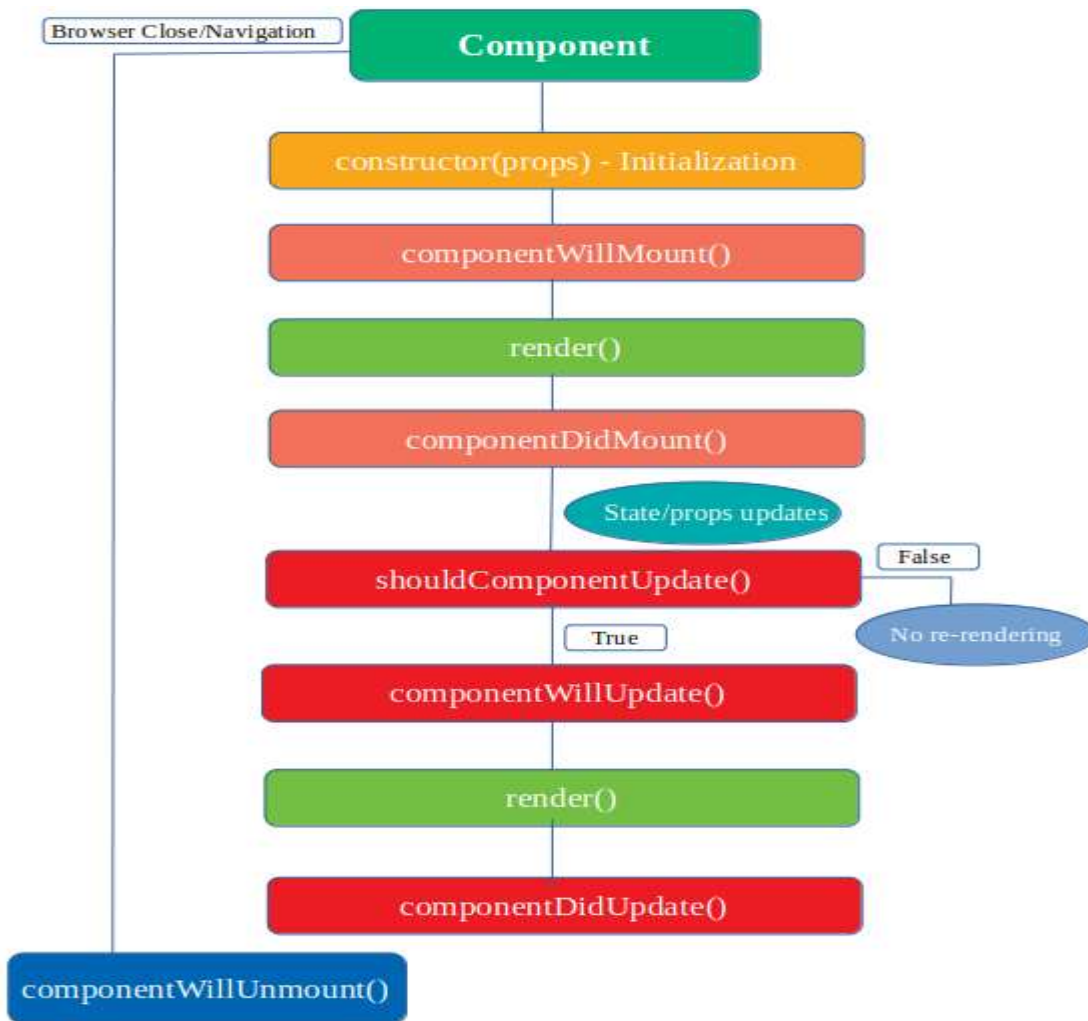 Browser Close/Navigation
Component
constructor(props) - Initialization
componentWillMount()
render()
componentDidMount()
State/props updates
shouldComponentUpdate()
False
No re-rendering
True
componentWillUpdate()
render()
componentDidUpdate()
componentWillUnmount()